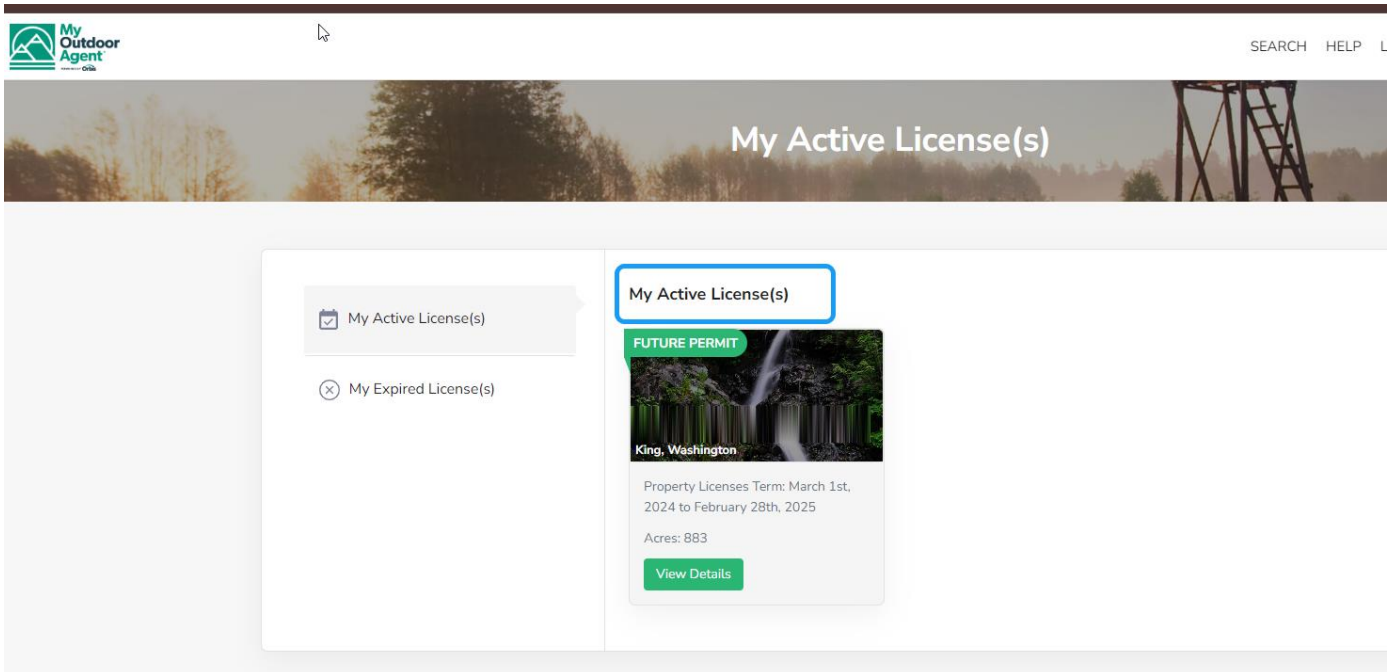 My
Outdoor
Agent
SEARCH HELP L
My Active License(s)
My Active License(s)
My Expired License(s)
My Active License(s)
FUTURE PERMIT
King, Washington
Property Licenses Term: March 1st,
2024 to February 28th, 2025
Acres: 883
View Details